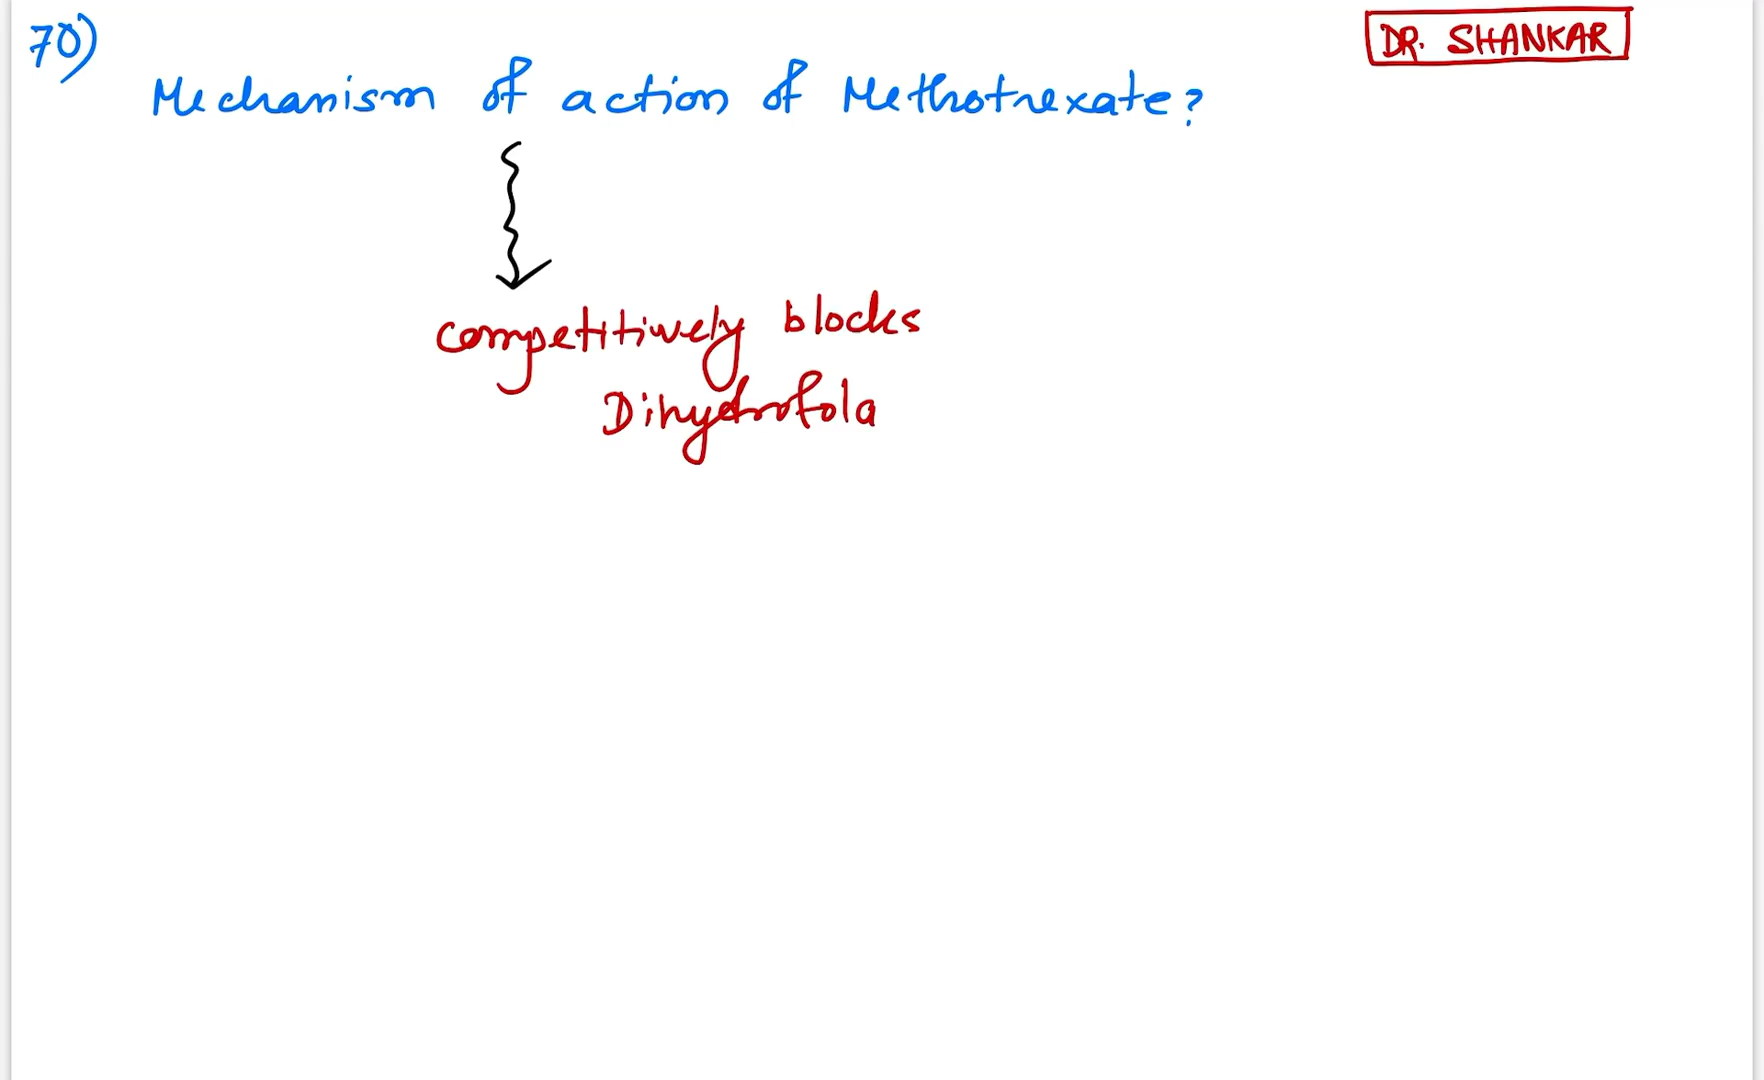 70)
DR. SHANKAR
Mechanism of action of Methotrexate?
competitively blocks
Dihydrofola